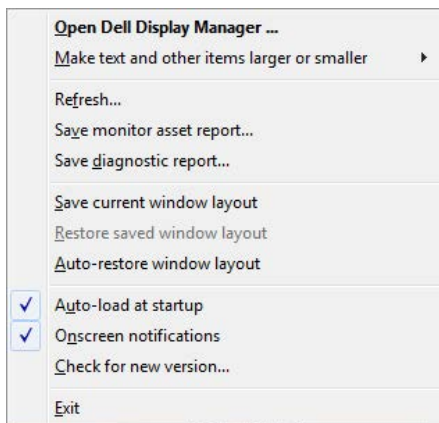 Open Dell Display Manager ...
Make text and other items larger or smaller
Refresh...
Save monitor asset report...
Save diagnostic report...
Save current window layout
Restore saved window layout
Auto-restore window layout
Auto-load at startup
Onscreen notifications
Check for new version...
Exit